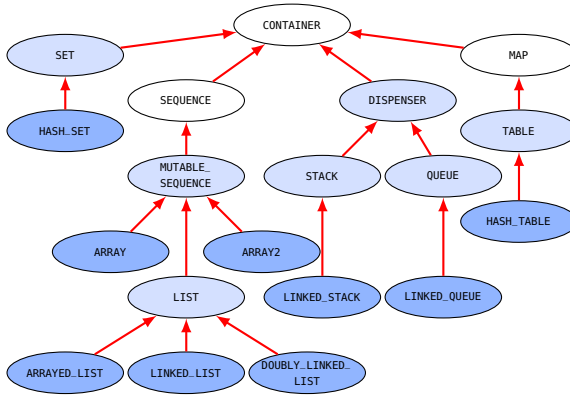 CONTAINER
SET
MAP
SEQUENCE
DISPENSER
HASH_SET
TABLE
MUTABLE_
SEQUENCE
STACK
QUEUE
HASH_TABLE
ARRAY
ARRAY2
LIST
LINKED_STACK
LINKED_QUEUE
ARRAYED_LIST
LINKED_LIST
DOUBLY_LINKED_
LIST